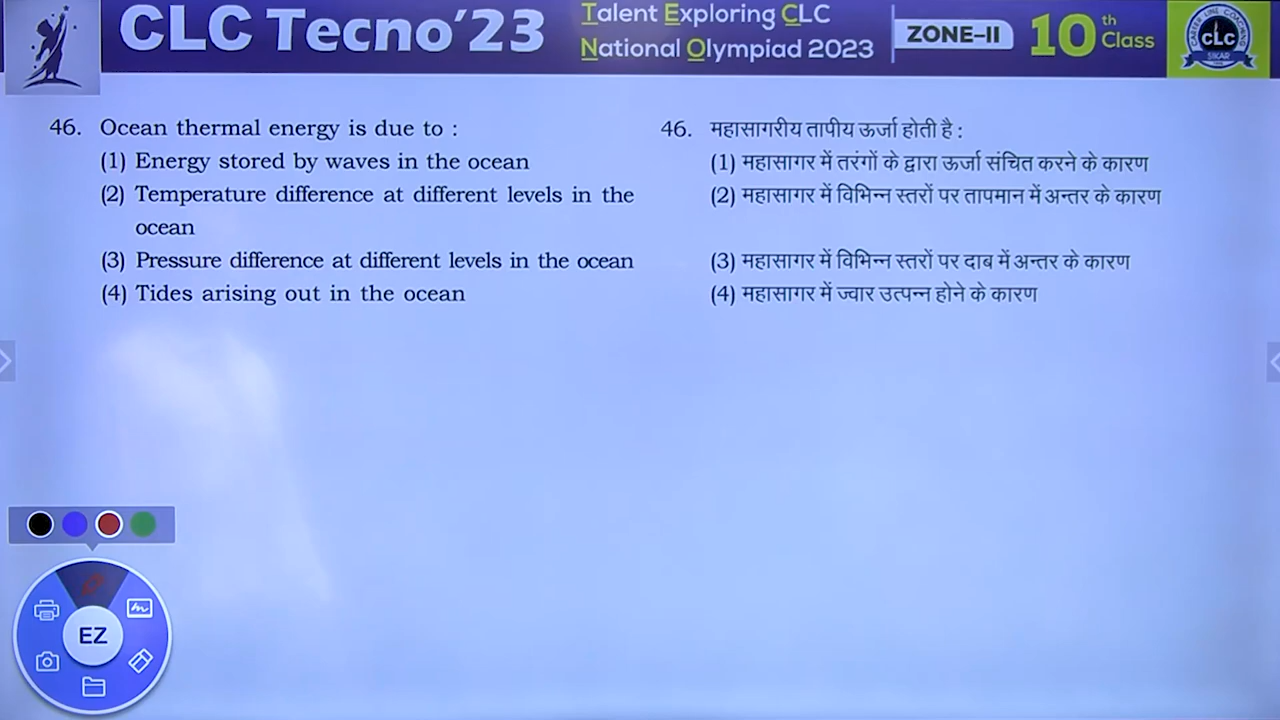 CLC Tecno'23
Talent Exploring CLC
National Olympiad 2023
ZONE–II
10th Class
CAREER LINE COACHING
CLC
SIKAR
46. Ocean thermal energy is due to :
(1) Energy stored by waves in the ocean
(2) Temperature difference at different levels in the
ocean
(3) Pressure difference at different levels in the ocean
(4) Tides arising out in the ocean
46. महासागरीय तापीय ऊर्जा होती है :
(1) महासागर में तरंगों के द्वारा ऊर्जा संचित करने के कारण
(2) महासागर में विभिन्न स्तरों पर तापमान में अन्तर के कारण
(3) महासागर में विभिन्न स्तरों पर दाब में अन्तर के कारण
(4) महासागर में ज्वार उत्पन्न होने के कारण
EZ